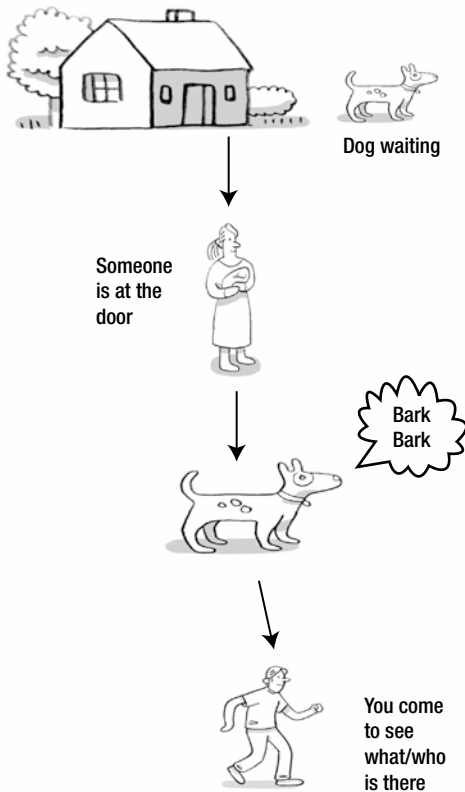 Dog waiting
Someone
is at the
door
Bark
Bark
You come
to see
what/who
is there